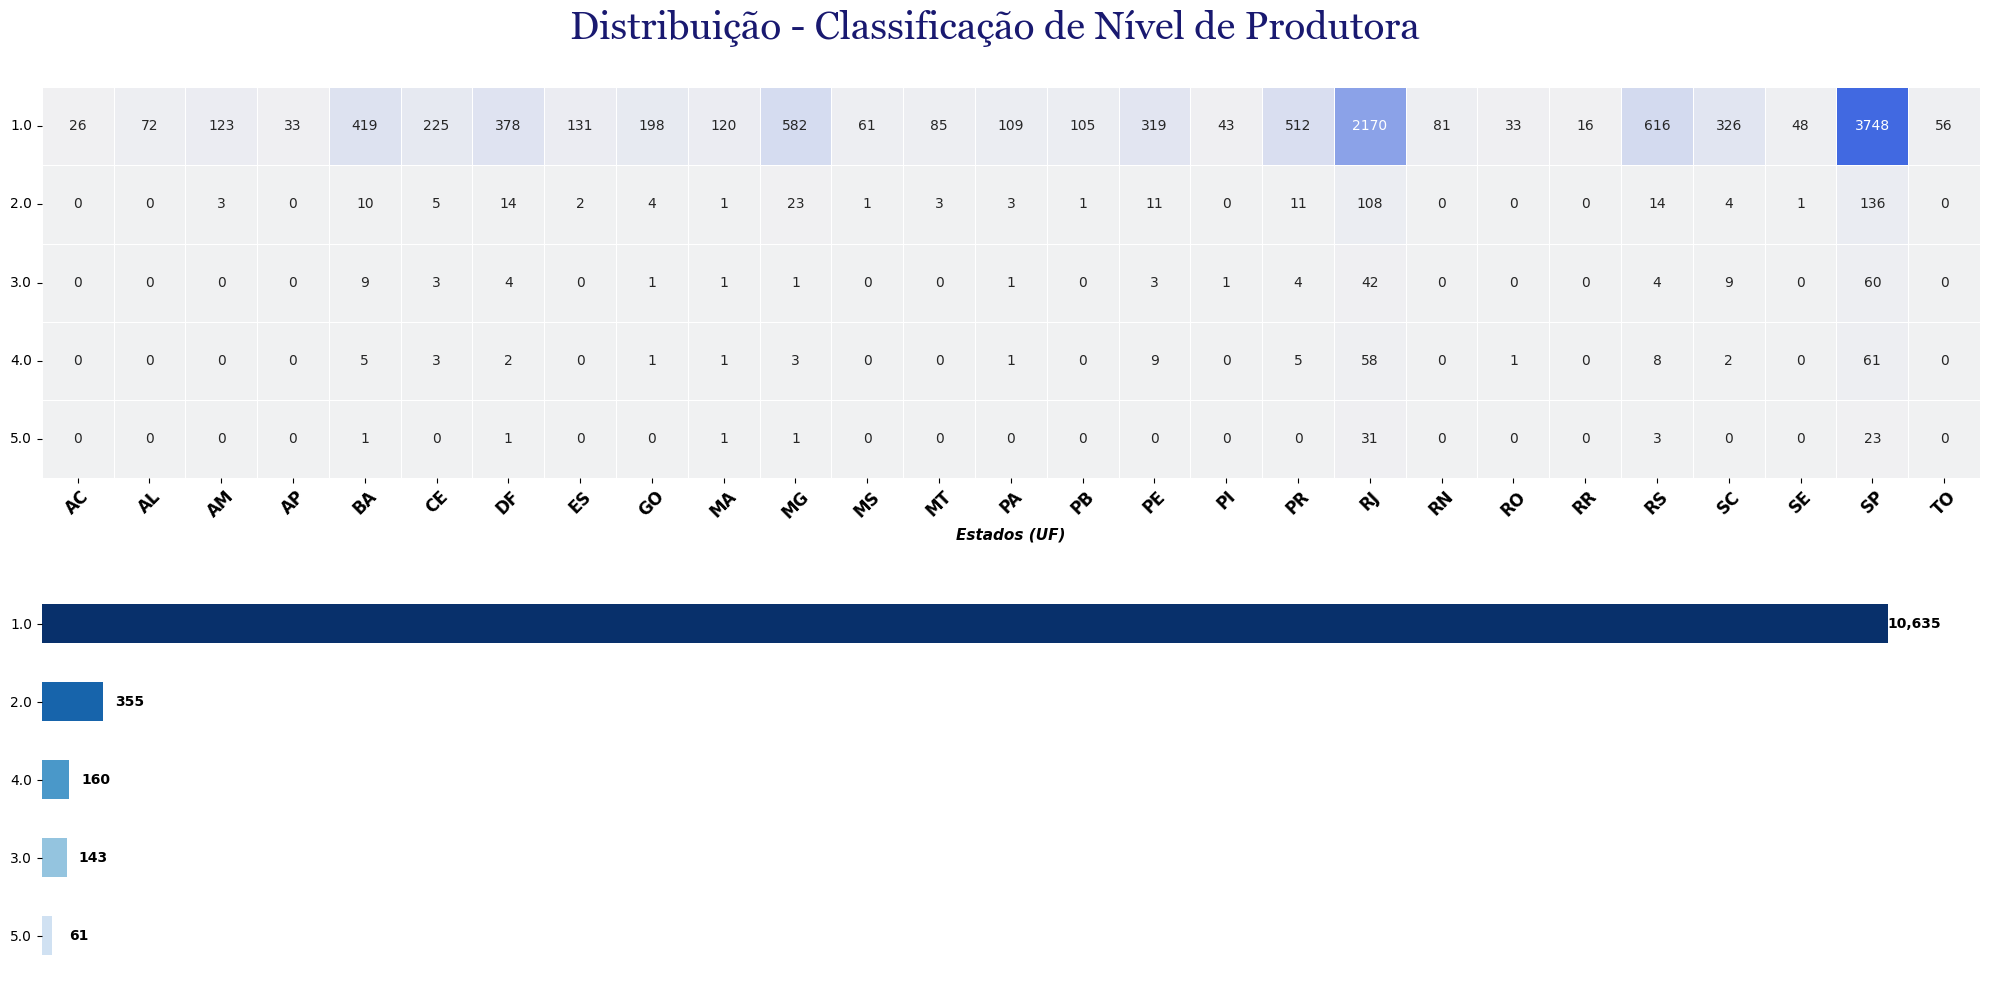 Distribuição - Classificação de Nível de Produtora
1.0 26 72 123 33 419 225 378 131 198 120 582 61 85 109 105 319 43 512 2170 81 33 16 616 326 48 3748 56
2.0 0 0 3 0 10 5 14 2 4 1 23 1 3 3 1 11 0 11 108 0 0 0 14 4 1 136 0
3.0 0 0 0 0 9 3 4 0 1 1 1 0 0 1 0 3 1 4 42 0 0 0 4 9 0 60 0
4.0 0 0 0 0 5 3 2 0 1 1 3 0 0 1 0 9 0 5 58 0 1 0 8 2 0 61 0
5.0 0 0 0 0 1 0 1 0 0 1 1 0 0 0 0 0 0 0 31 0 0 0 3 0 0 23 0
AC AL AM AP BA CE DF ES GO MA MG MS MT PA PB PE PI PR RJ RN RO RR RS SC SE SP TO
Estados (UF)
1.0 10,635
2.0 355
4.0 160
3.0 143
5.0 61